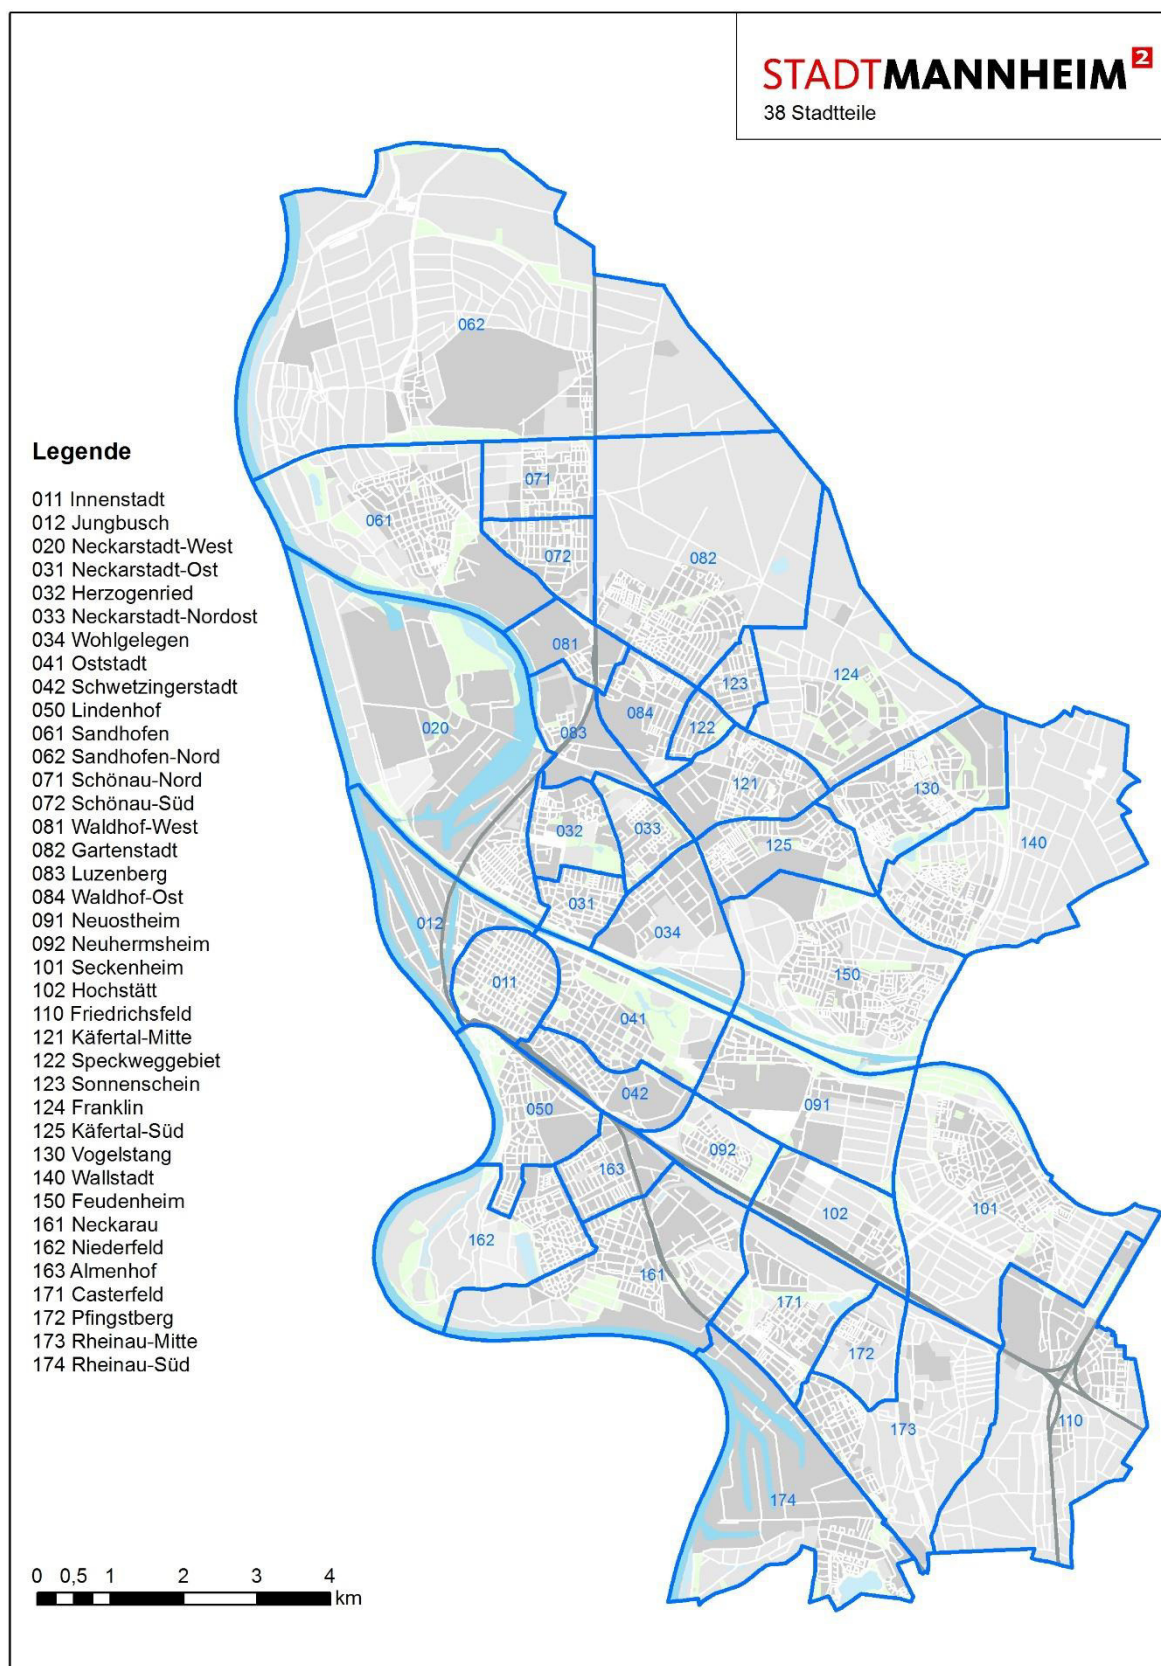 STADTMANNHEIM²
38 Stadtteile
Legende
011 Innenstadt
012 Jungbusch
020 Neckarstadt-West
031 Neckarstadt-Ost
032 Herzogenried
033 Neckarstadt-Nordost
034 Wohlgelegen
041 Oststadt
042 Schwetzingerstadt
050 Lindenhof
061 Sandhofen
062 Sandhofen-Nord
071 Schönau-Nord
072 Schönau-Süd
081 Waldhof-West
082 Gartenstadt
083 Luzenberg
084 Waldhof-Ost
091 Neuostheim
092 Neuhermsheim
101 Seckenheim
102 Hochstätt
110 Friedrichsfeld
121 Käfertal-Mitte
122 Speckweggebiet
123 Sonnenschein
124 Franklin
125 Käfertal-Süd
130 Vogelstang
140 Wallstadt
150 Feudenheim
161 Neckarau
162 Niederfeld
163 Almenhof
171 Casterfeld
172 Pfingstberg
173 Rheinau-Mitte
174 Rheinau-Süd
062
071
061
072
082
081
123
124
084
122
020
083
121
130
032
033
125
140
031
012
034
011
150
041
042
050
091
092
163
102
101
162
161
171
172
173
110
174
0 0,5 1 2 3 4
km